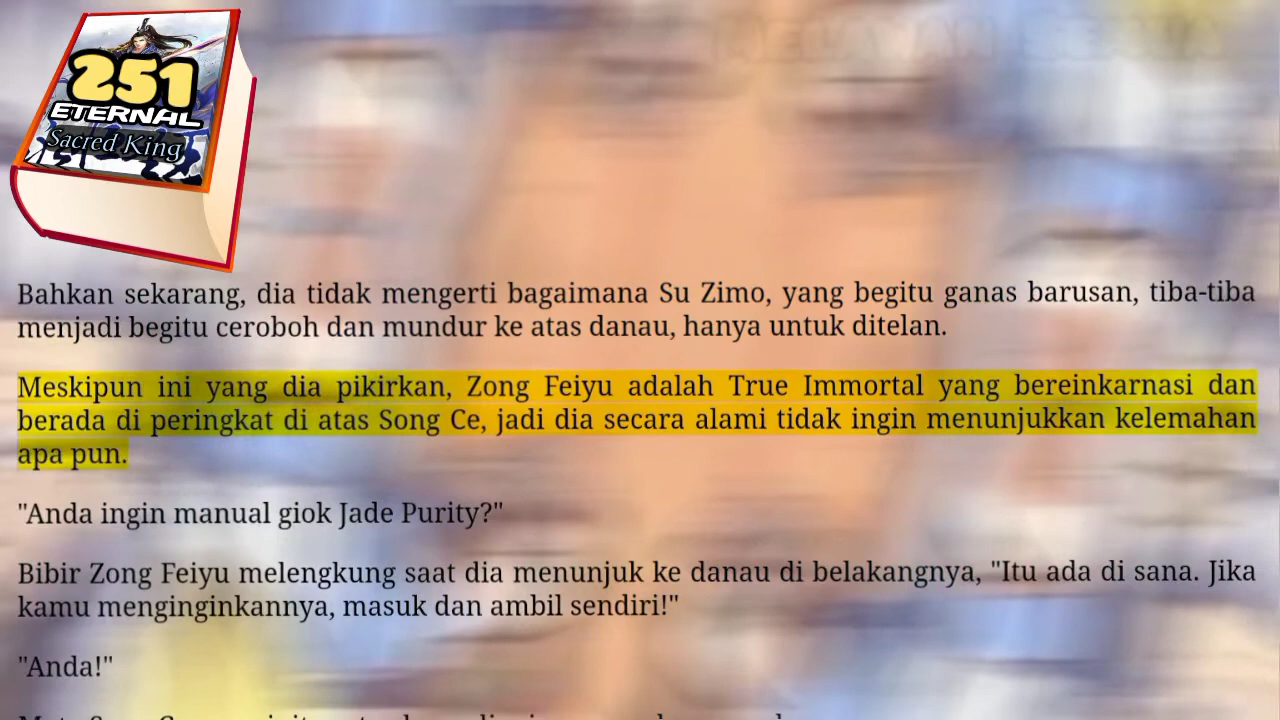 251
ETERNAL
Sacred King
Bahkan sekarang, dia tidak mengerti bagaimana Su Zimo, yang begitu ganas barusan, tiba-tiba
menjadi begitu ceroboh dan mundur ke atas danau, hanya untuk ditelan.
Meskipun ini yang dia pikirkan, Zong Feiyu adalah True Immortal yang bereinkarnasi dan
berada di peringkat di atas Song Ce, jadi dia secara alami tidak ingin menunjukkan kelemahan
apa pun.
"Anda ingin manual giok Jade Purity?"
Bibir Zong Feiyu melengkung saat dia menunjuk ke danau di belakangnya, "Itu ada di sana. Jika
kamu menginginkannya, masuk dan ambil sendiri!"
"Anda!"